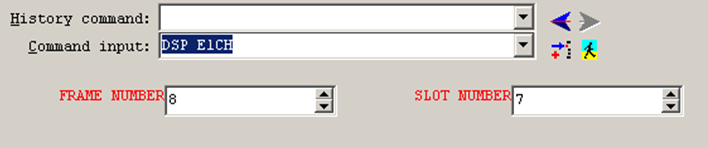 History command:
Command input: DSP E1CH
FRAME NUMBER 8 SLOT NUMBER 7